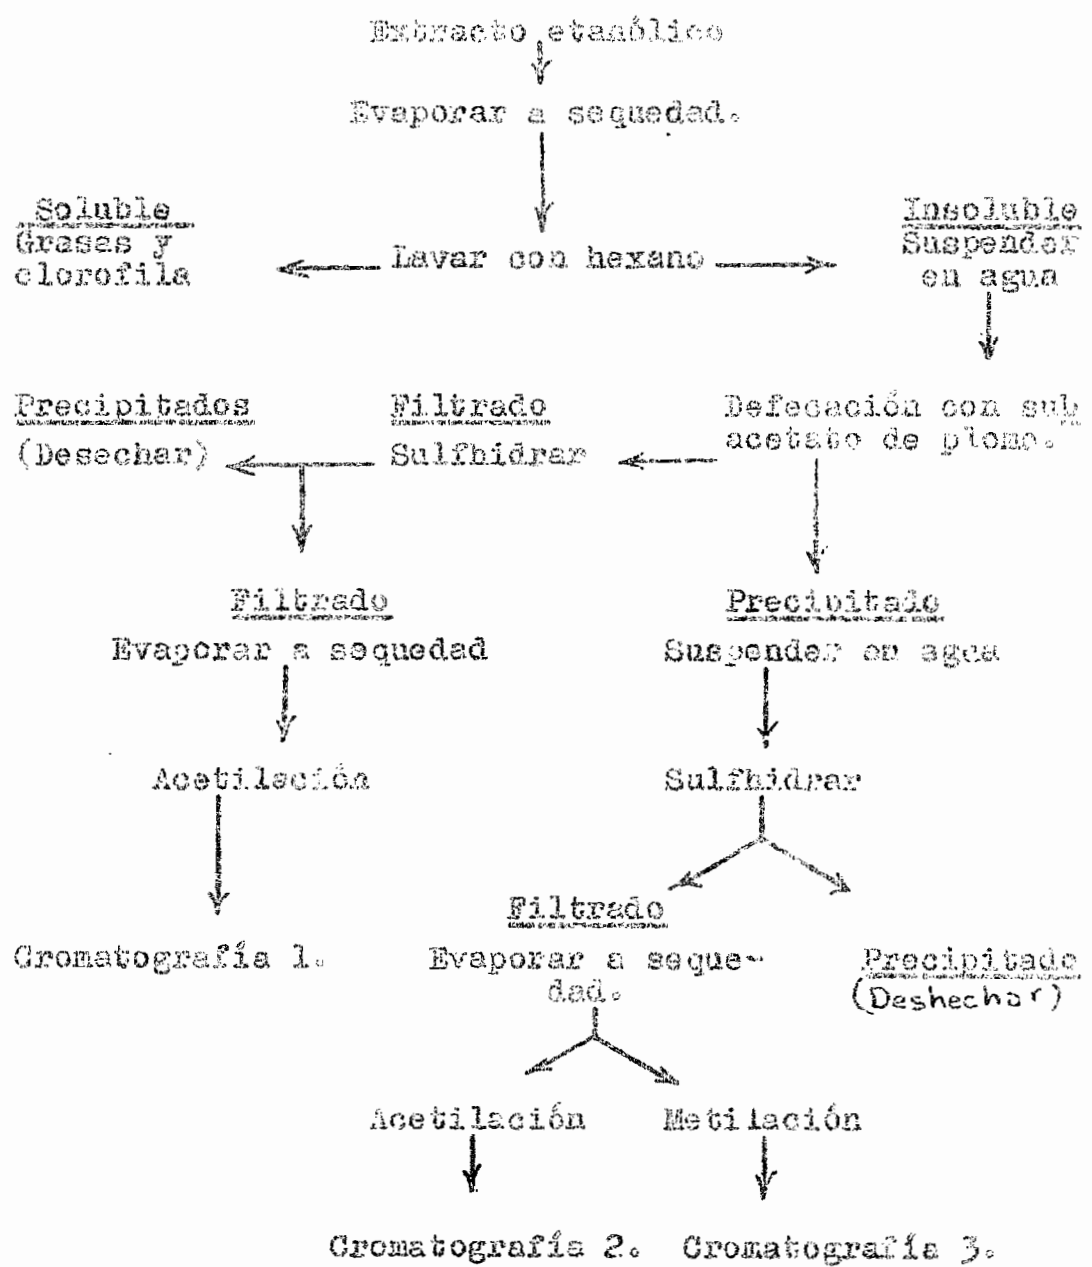 Extracto etanólico
Evaporar a sequedad.
Soluble
Grasas y
clorofila
Lavar con hexano
Insoluble
Suspender
en agua
Precipitados
(Desechar)
Filtrado
Sulfhidrar
Defecación con sub
acetato de plomo.
Filtrado
Evaporar a sequedad
Precipitado
Suspender en agua
Acetilación
Sulfhidrar
Cromatografía 1.
Filtrado
Evaporar a seque-
dad.
Precipitado
(Deshechar)
Acetilación
Metilación
Cromatografía 2.
Cromatografía 3.